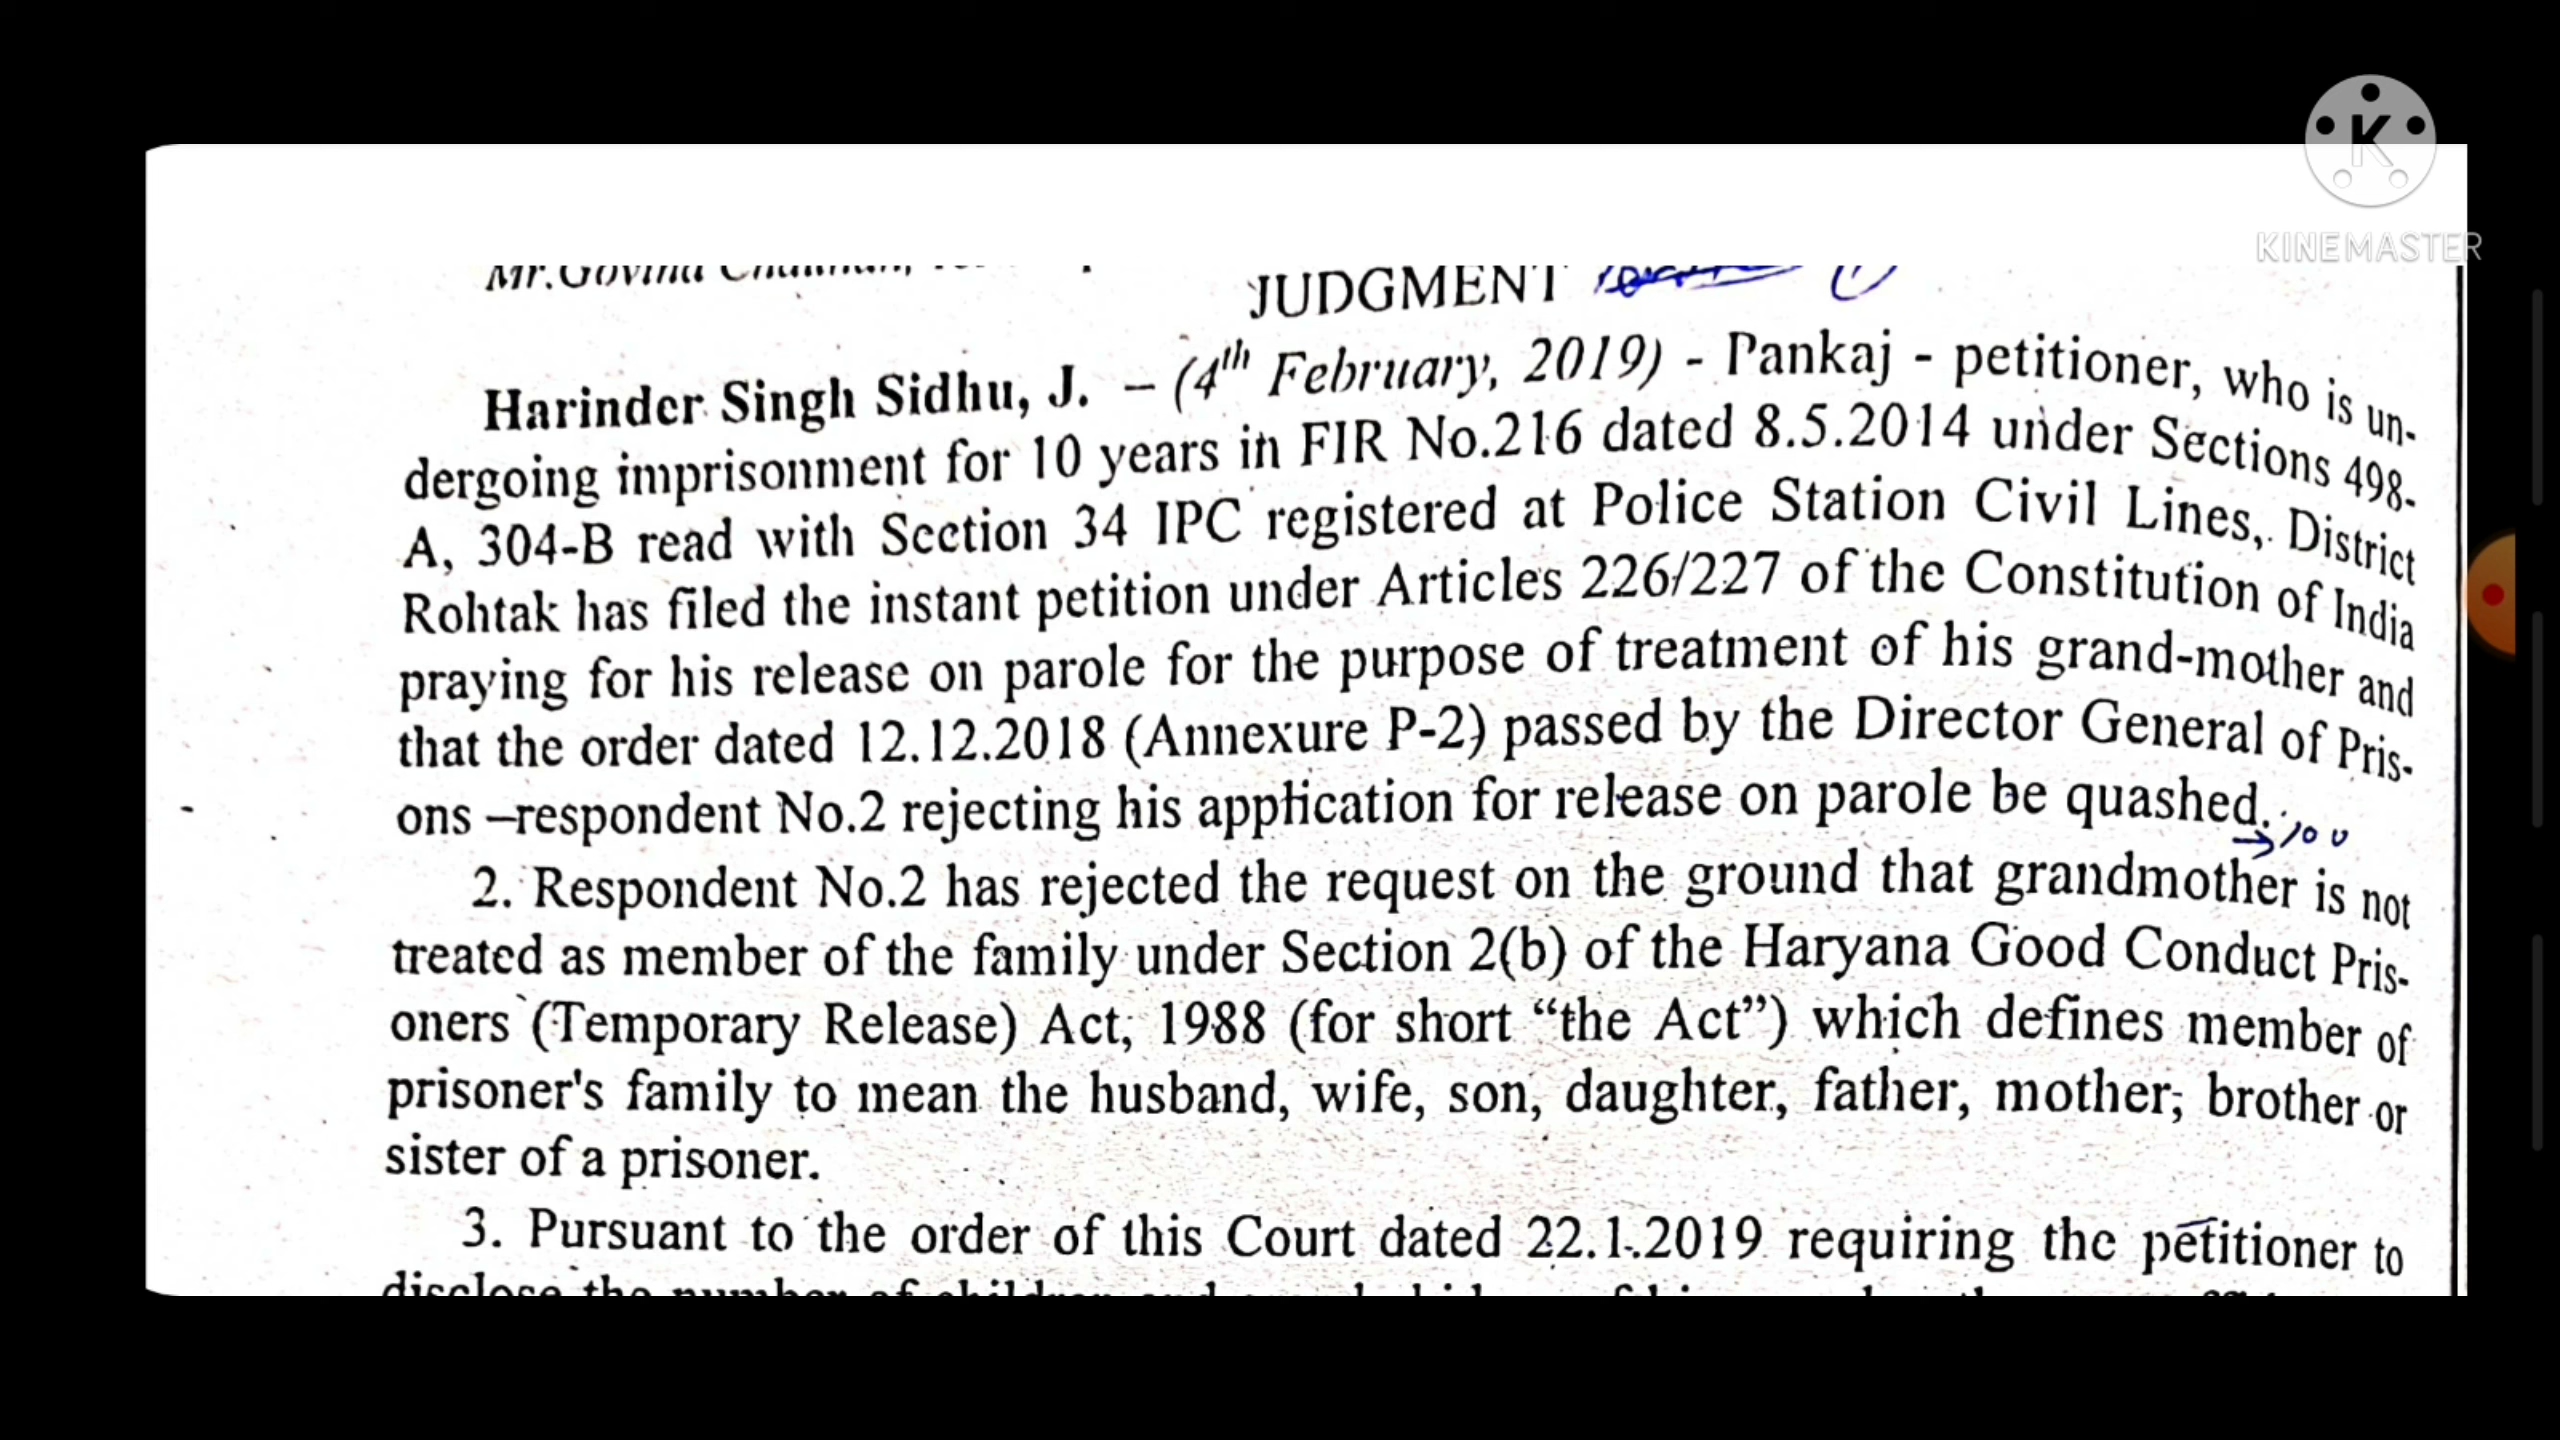 K
KINEMASTER
JUDGMENT
Harinder Singh Sidhu, J. – (4th February, 2019) - Pankaj - petitioner, who is un-
dergoing imprisonment for 10 years in FIR No.216 dated 8.5.2014 under Sections 498-
A, 304-B read with Section 34 IPC registered at Police Station Civil Lines, District
Rohtak has filed the instant petition under Articles 226/227 of the Constitution of India
praying for his release on parole for the purpose of treatment of his grand-mother and
that the order dated 12.12.2018 (Annexure P-2) passed by the Director General of Pris-
ons –respondent No.2 rejecting his application for release on parole be quashed.
→ 100
2. Respondent No.2 has rejected the request on the ground that grandmother is not
treated as member of the family under Section 2(b) of the Haryana Good Conduct Pris-
oners (Temporary Release) Act, 1988 (for short “the Act”) which defines member of
prisoner's family to mean the husband, wife, son, daughter, father, mother, brother or
sister of a prisoner.
3. Pursuant to the order of this Court dated 22.1.2019 requiring the petitioner to
disclose the number of children